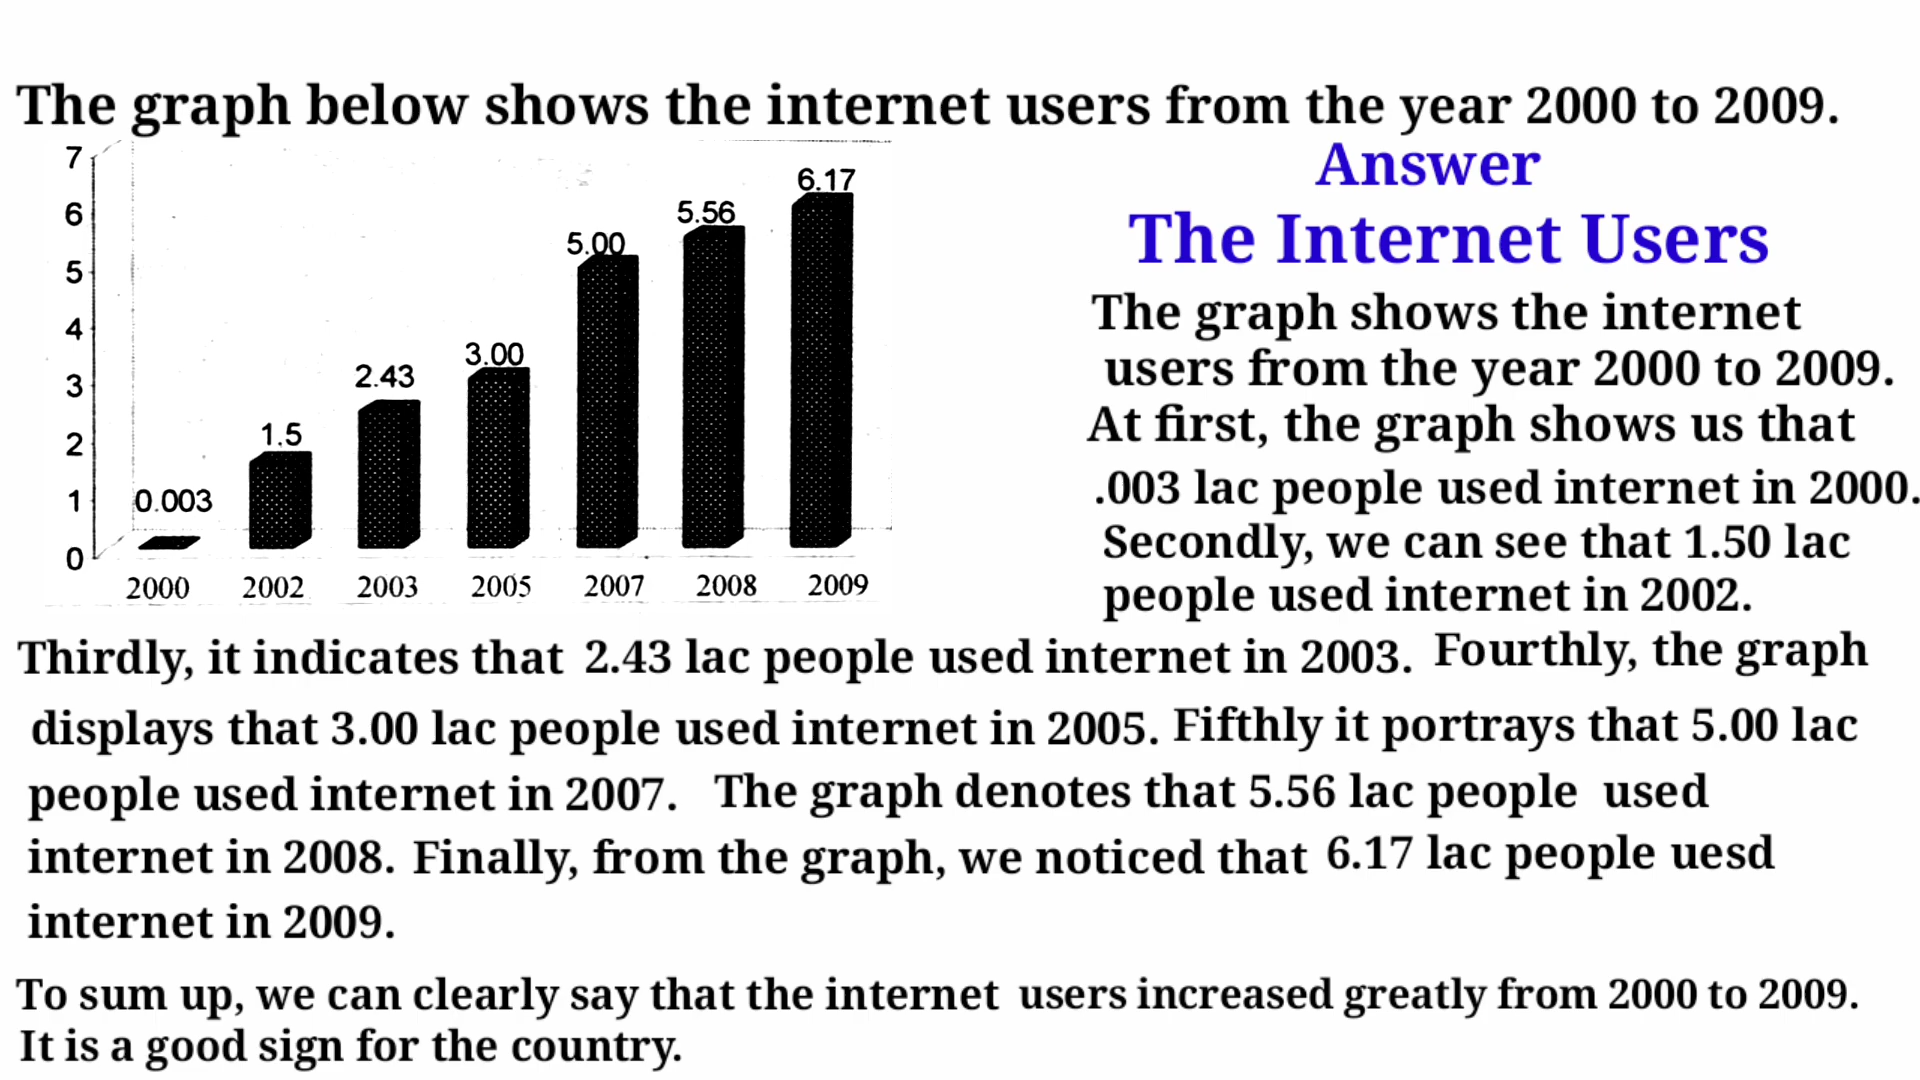 The graph below shows the internet users from the year 2000 to 2009.
7
6
5
4
3
2
1
0
0.003
1.5
2.43
3.00
5.00
5.56
6.17
2000 2002 2003 2005 2007 2008 2009
Answer
The Internet Users
The graph shows the internet
users from the year 2000 to 2009.
At first, the graph shows us that
.003 lac people used internet in 2000.
Secondly, we can see that 1.50 lac
people used internet in 2002.
Thirdly, it indicates that 2.43 lac people used internet in 2003. Fourthly, the graph
displays that 3.00 lac people used internet in 2005. Fifthly it portrays that 5.00 lac
people used internet in 2007. The graph denotes that 5.56 lac people used
internet in 2008. Finally, from the graph, we noticed that 6.17 lac people uesd
internet in 2009.
To sum up, we can clearly say that the internet users increased greatly from 2000 to 2009.
It is a good sign for the country.